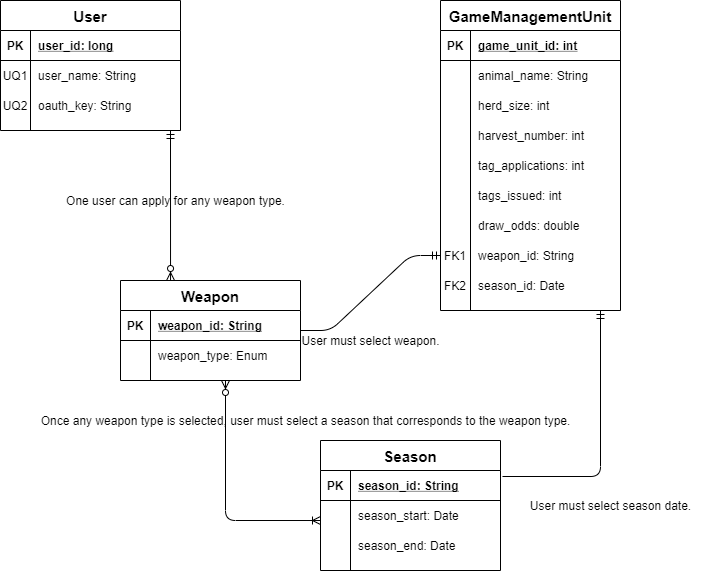 User
PK user_id: long
UQ1 user_name: String
UQ2 oauth_key: String
GameManagementUnit
PK game_unit_id: int
animal_name: String
herd_size: int
harvest_number: int
tag_applications: int
tags_issued: int
draw_odds: double
FK1 weapon_id: String
FK2 season_id: Date
One user can apply for any weapon type.
Weapon
PK weapon_id: String
weapon_type: Enum
User must select weapon.
Once any weapon type is selected, user must select a season that corresponds to the weapon type.
Season
PK season_id: String
season_start: Date
season_end: Date
User must select season date.